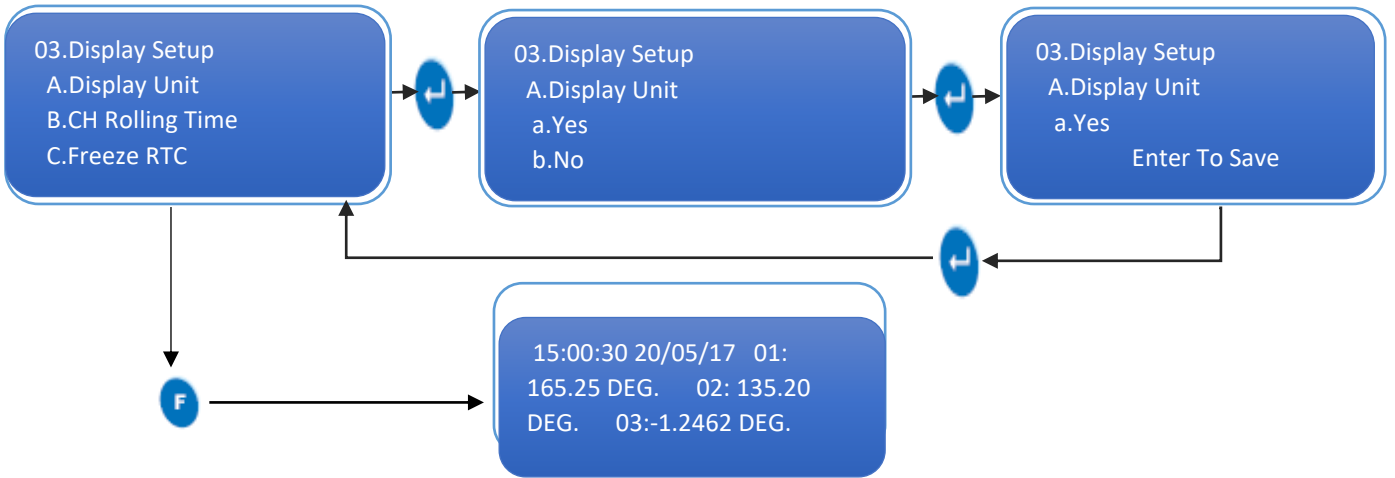 03.Display Setup
A.Display Unit
B.CH Rolling Time
C.Freeze RTC
03.Display Setup
A.Display Unit
a.Yes
b.No
03.Display Setup
A.Display Unit
a.Yes
Enter To Save
15:00:30 20/05/17 01:
165.25 DEG. 02: 135.20
DEG. 03:-1.2462 DEG.
F